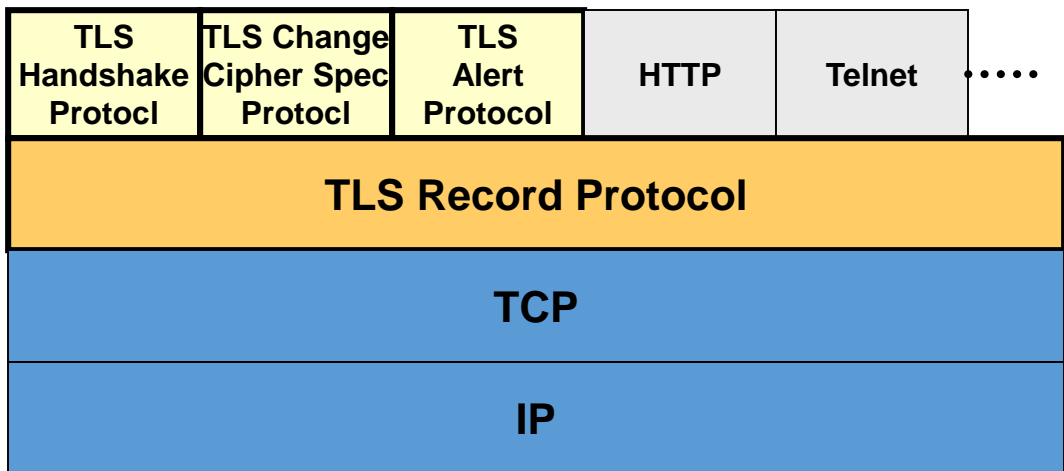 TLS
Handshake
Protocl
TLS Change
Cipher Spec
Protocl
TLS
Alert
Protocol
HTTP
Telnet
.....
TLS Record Protocol
TCP
IP